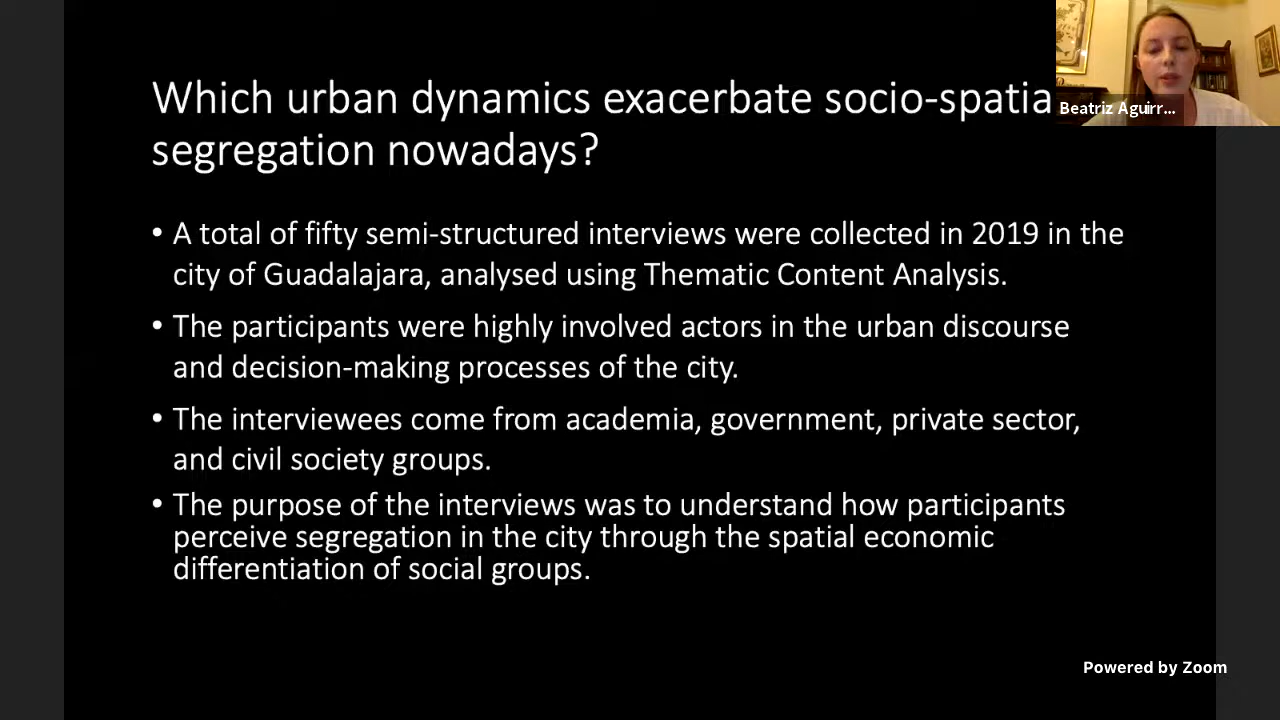 Which urban dynamics exacerbate socio-spatia
segregation nowadays?
Beatriz Aguirr...
• A total of fifty semi-structured interviews were collected in 2019 in the
city of Guadalajara, analysed using Thematic Content Analysis.
• The participants were highly involved actors in the urban discourse
and decision-making processes of the city.
• The interviewees come from academia, government, private sector,
and civil society groups.
• The purpose of the interviews was to understand how participants
perceive segregation in the city through the spatial economic
differentiation of social groups.
Powered by Zoom